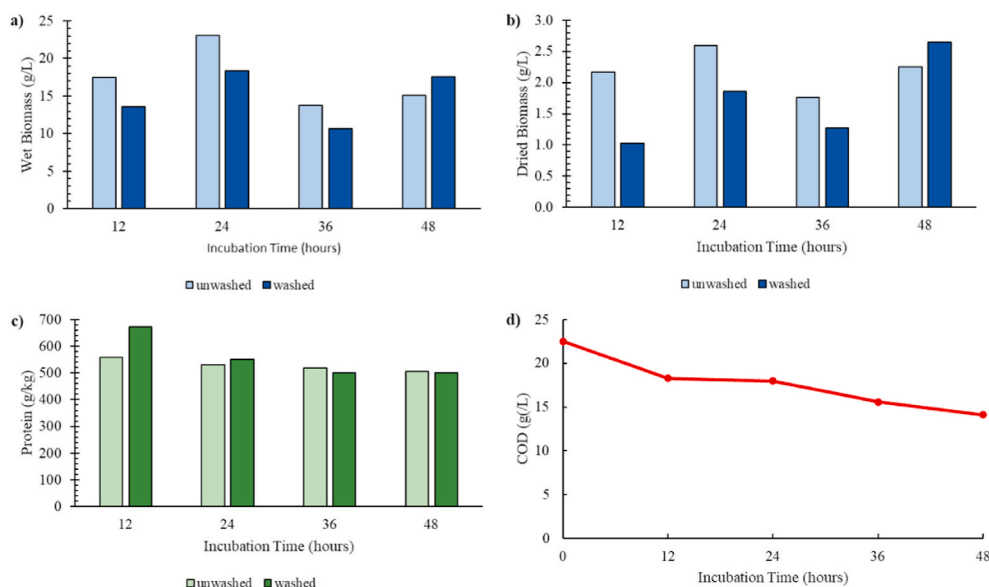 a)
Wet Biomass (g/L)
25
20
15
10
5
0
12 24 36 48
Incubation Time (hours)
unwashed washed
b)
Dried Biomass (g/L)
3.0
2.5
2.0
1.5
1.0
0.5
0.0
12 24 36 48
Incubation Time (hours)
unwashed washed
c)
Protein (g/kg)
700
600
500
400
300
200
100
0
12 24 36 48
Incubation Time (hours)
unwashed washed
d)
COD (g(/L)
25
20
15
10
5
0
0 12 24 36 48
Incubation Time (hours)